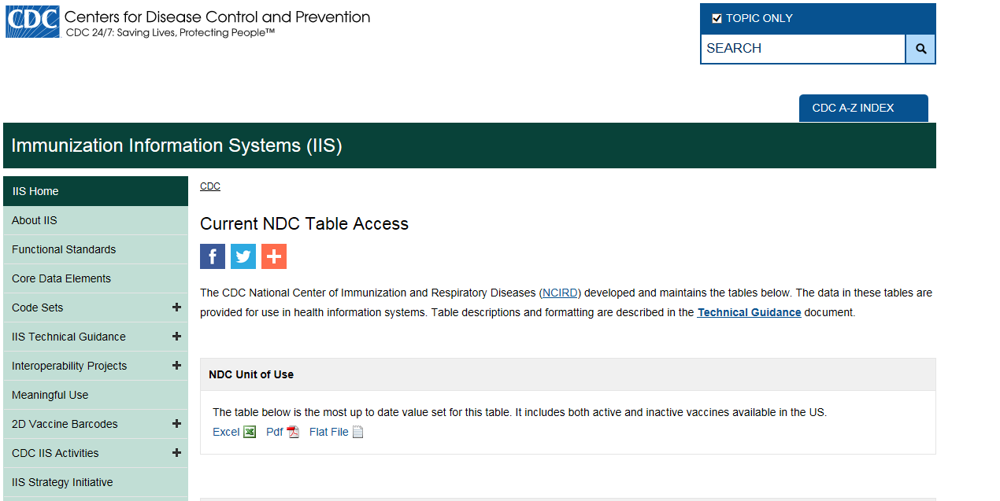 CDC Centers for Disease Control and Prevention
CDC 24/7: Saving Lives, Protecting People™
TOPIC ONLY
SEARCH
CDC A-Z INDEX
Immunization Information Systems (IIS)
IIS Home
About IIS
Functional Standards
Core Data Elements
Code Sets
IIS Technical Guidance
Interoperability Projects
Meaningful Use
2D Vaccine Barcodes
CDC IIS Activities
IIS Strategy Initiative
CDC
Current NDC Table Access
The CDC National Center of Immunization and Respiratory Diseases (NCIRD) developed and maintains the tables below. The data in these tables are
provided for use in health information systems. Table descriptions and formatting are described in the Technical Guidance document.
NDC Unit of Use
The table below is the most up to date value set for this table. It includes both active and inactive vaccines available in the US.
Excel Pdf Flat File